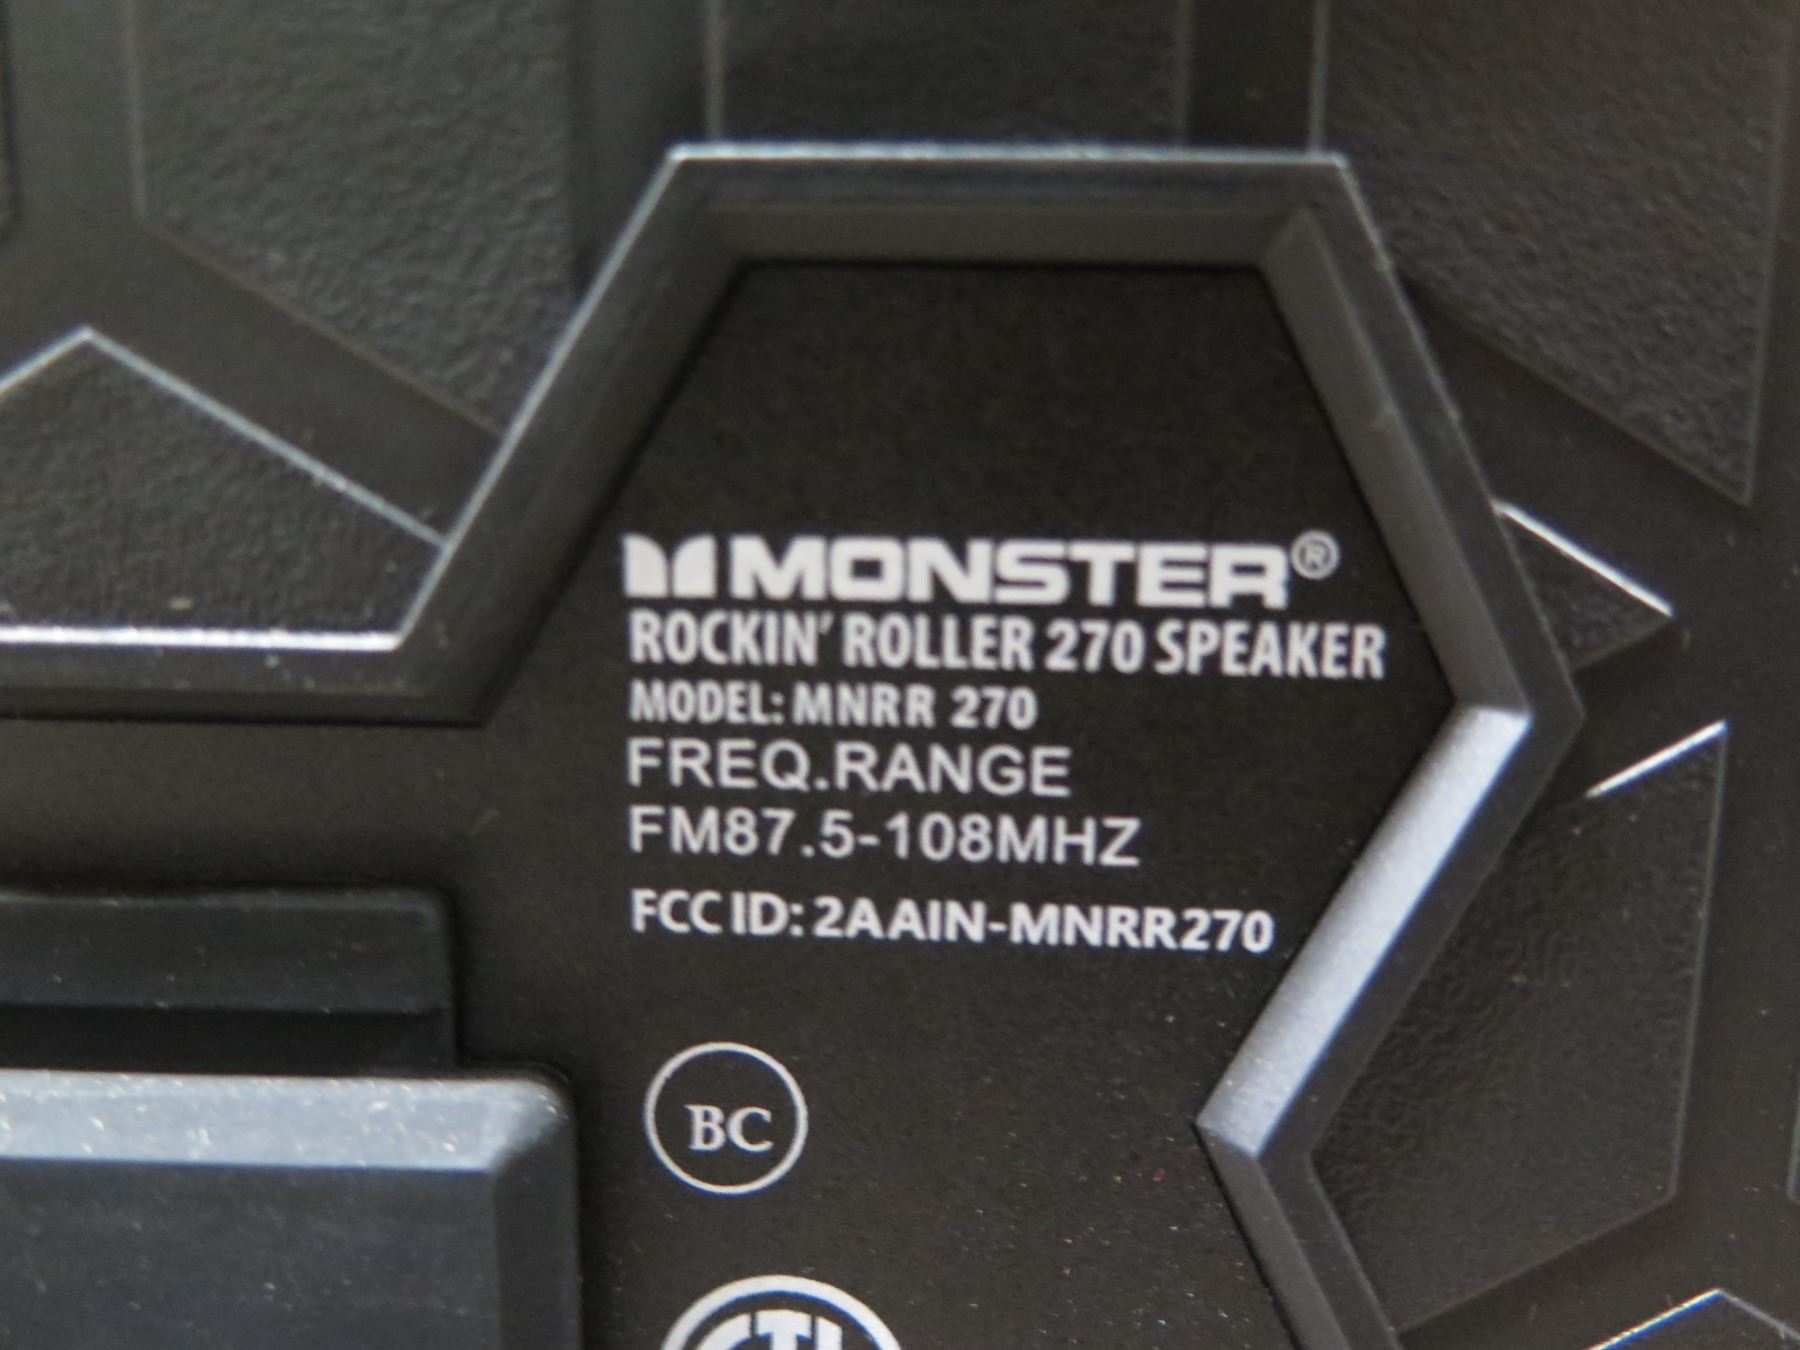 MONSTER®
ROCKIN' ROLLER 270 SPEAKER
MODEL: MNRR 270
FREQ.RANGE
FM87.5-108MHZ
FCC ID: 2AAIN-MNRR270
BC